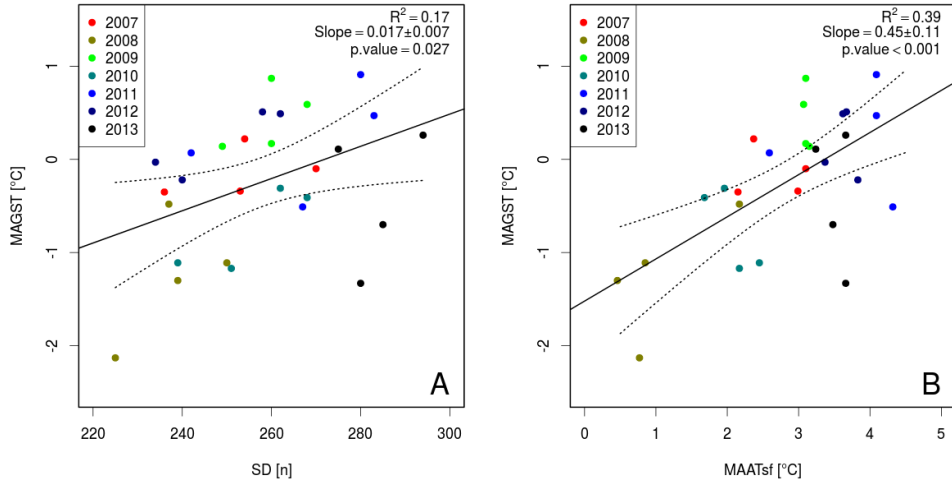 R² = 0.17
Slope = 0.017±0.007
p.value = 0.027
2007
2008
2009
2010
2011
2012
2013
MAGST [°C]
1
0
-1
-2
A
220
240
260
280
300
SD [n]
R² = 0.39
Slope = 0.45±0.11
p.value < 0.001
2007
2008
2009
2010
2011
2012
2013
MAGST [°C]
1
0
-1
-2
B
0
1
2
3
4
5
MAATsf [°C]